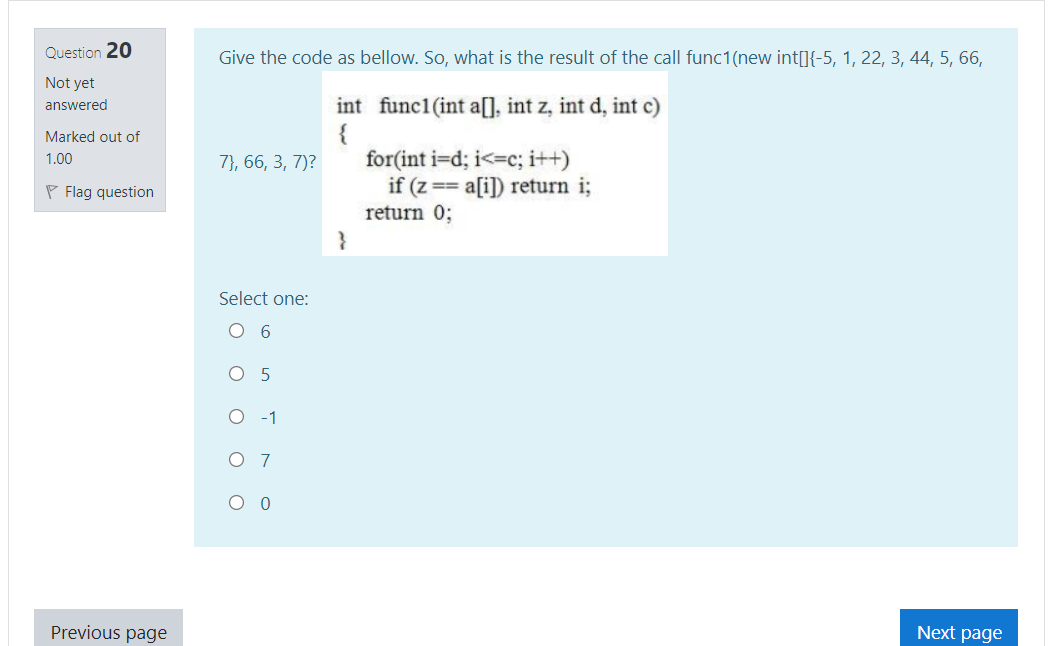 Question 20
Not yet
answered
Marked out of
1.00
Flag question
Give the code as bellow. So, what is the result of the call func1(new int[]{-5, 1, 22, 3, 44, 5, 66,
7}, 66, 3, 7)?
int func1(int a[], int z, int d, int c)
{
for(int i=d; i<=c; i++)
if (z == a[i]) return i;
return 0;
}
Select one:
6
5
-1
7
0
Previous page
Next page